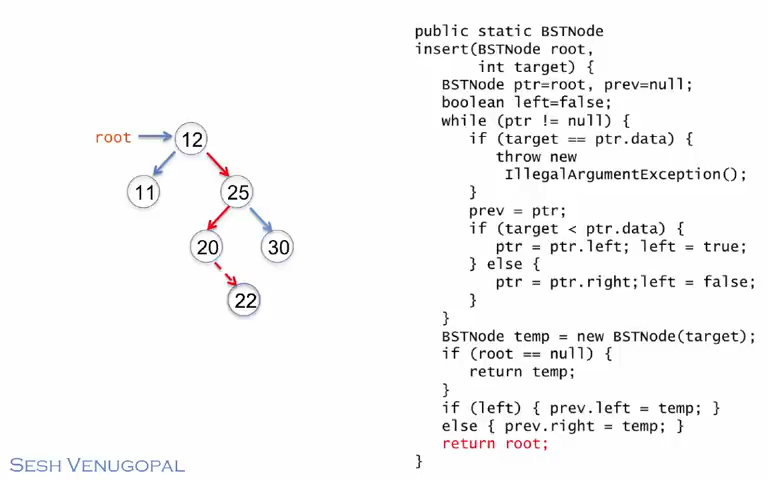 root
12
11
25
20
30
22
public static BSTNode
insert(BSTNode root,
int target) {
BSTNode ptr=root, prev=null;
boolean left=false;
while (ptr != null) {
if (target == ptr.data) {
throw new
IllegalArgumentException();
}
prev = ptr;
if (target < ptr.data) {
ptr = ptr.left; left = true;
} else {
ptr = ptr.right;left = false;
}
}
BSTNode temp = new BSTNode(target);
if (root == null) {
return temp;
}
if (left) { prev.left = temp; }
else { prev.right = temp; }
return root;
}
SESH VENUGOPAL